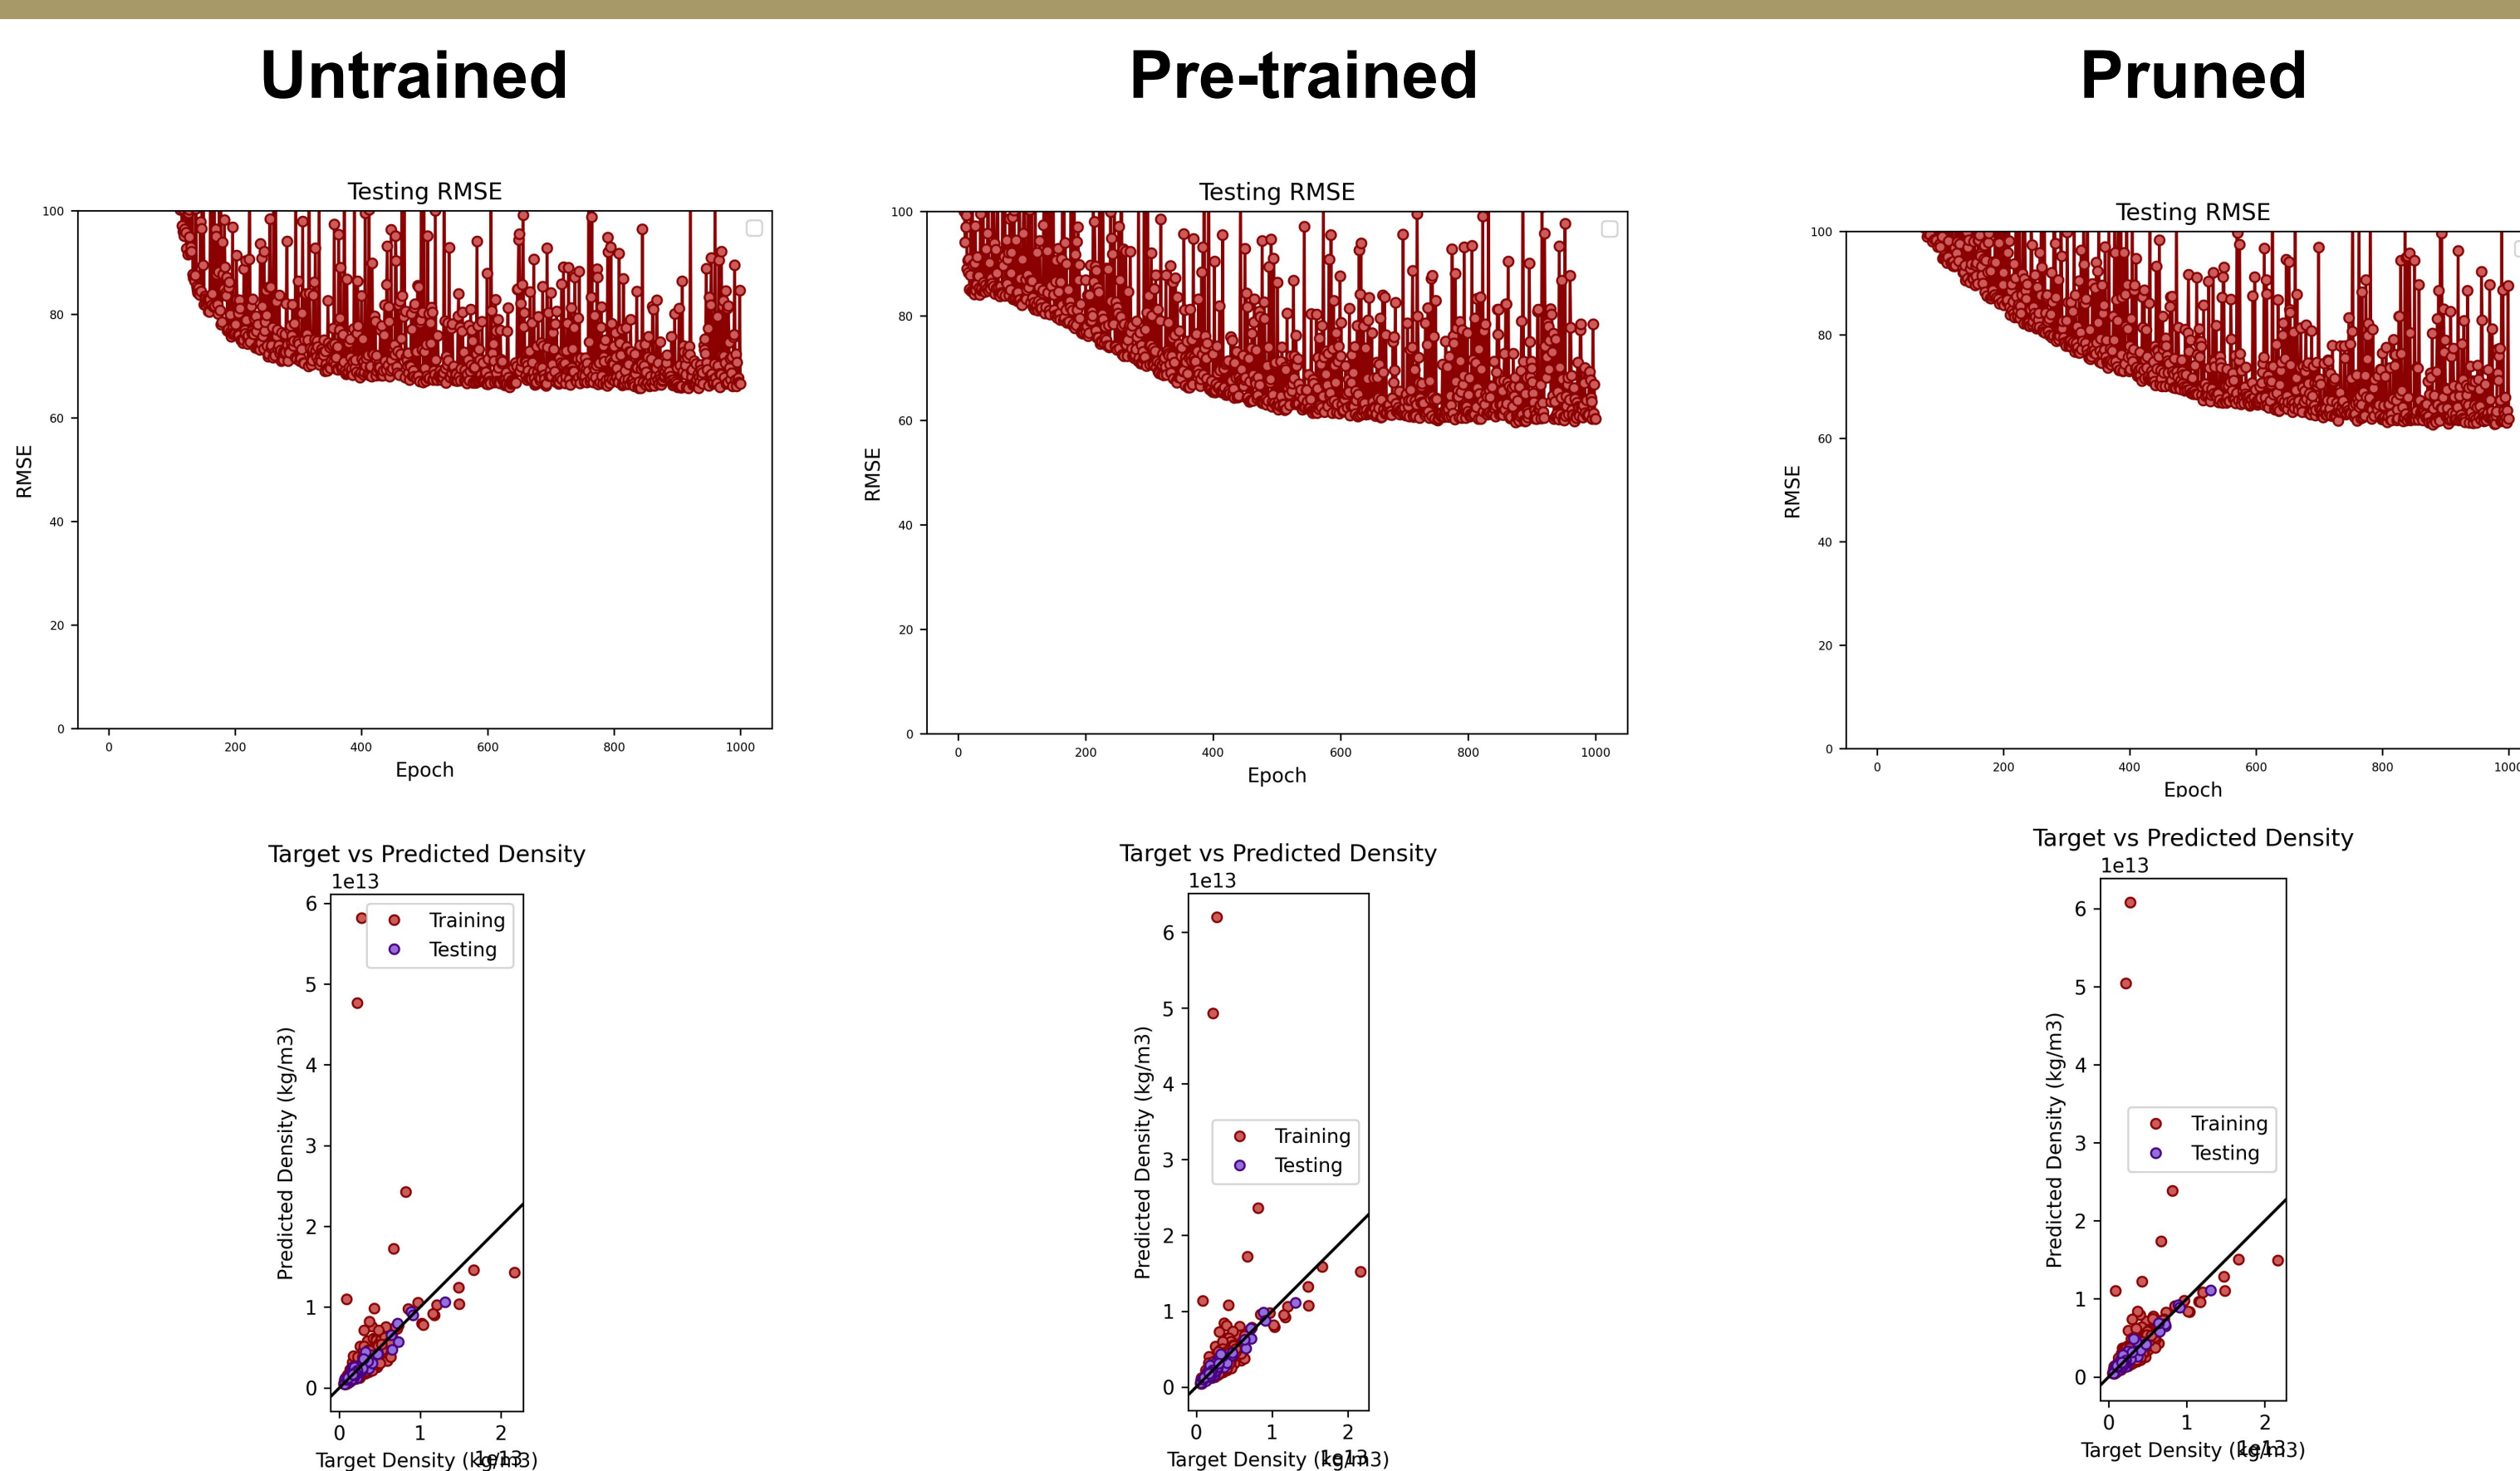 Untrained
Pre-trained
Pruned
Testing RMSE
100
80
60
40
20
0
RMSE
0 200 400 600 800 1000
Epoch
Testing RMSE
100
80
60
40
20
0
RMSE
0 200 400 600 800 1000
Epoch
Testing RMSE
100
80
60
40
20
0
RMSE
0 200 400 600 800 1000
Epoch
Target vs Predicted Density
1e13
6
5
4
3
2
1
0
Predicted Density (kg/m3)
Training
Testing
0 1 2
1e13
Target Density (kg/m3)
Target vs Predicted Density
1e13
6
5
4
3
2
1
0
Predicted Density (kg/m3)
Training
Testing
0 1 2
1e13
Target Density (kg/m3)
Target vs Predicted Density
1e13
6
5
4
3
2
1
0
Predicted Density (kg/m3)
Training
Testing
0 1 2
1e13
Target Density (kg/m3)